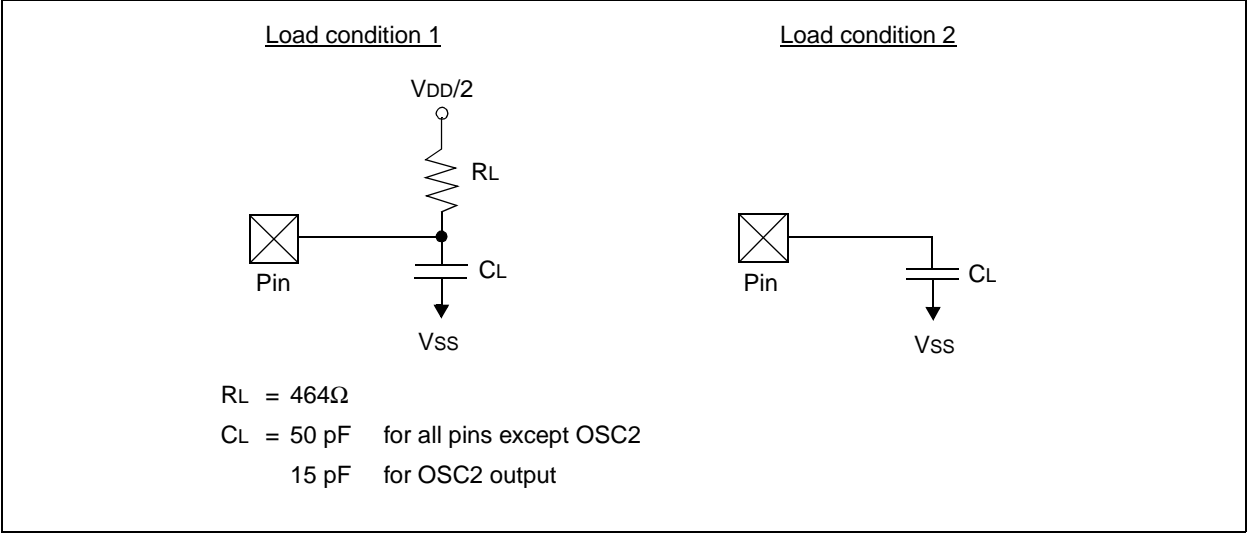 Load condition 1
Load condition 2
VDD/2
RL
Pin
CL
VSS
Pin
CL
VSS
RL = 464Ω
CL = 50 pF for all pins except OSC2
15 pF for OSC2 output